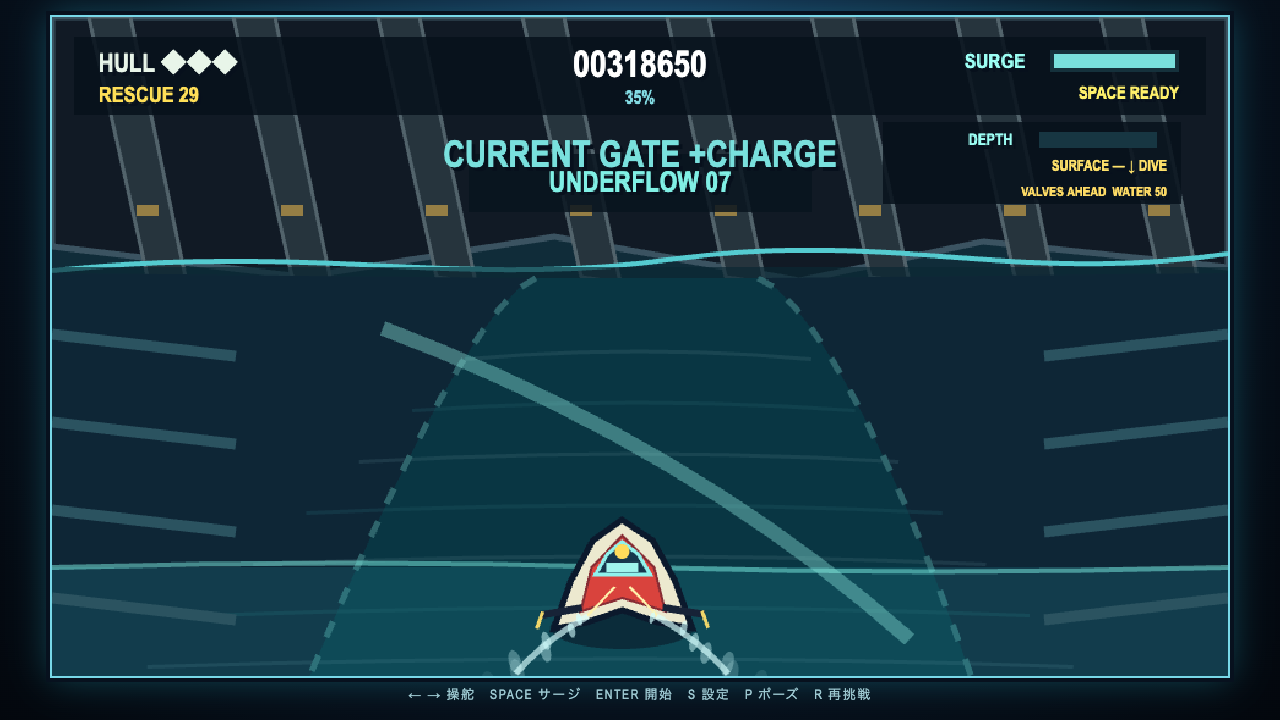 HULL
RESCUE 29
00318650
35%
SURGE
SPACE READY
DEPTH
SURFACE — ↓ DIVE
VALVES AHEAD WATER 50
CURRENT GATE +CHARGE
UNDERFLOW 07
← → 操舵 SPACE サージ ENTER 開始 S 設定 P ポーズ R 再挑戦